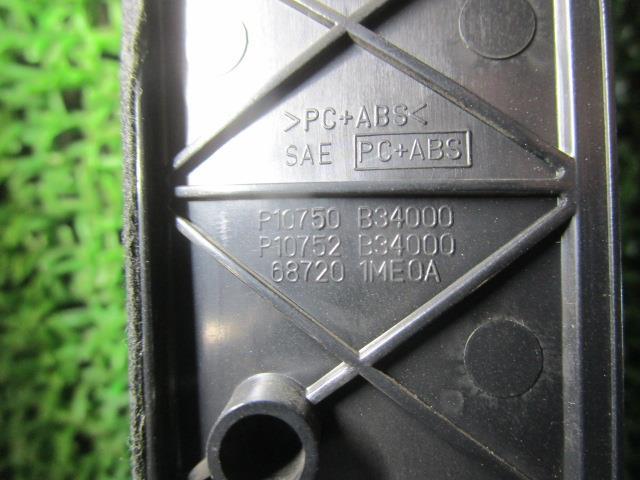 >PC+ABS<
SAE PC+ABS
P10750 B34000
P10752 B34000
68720 1ME0A